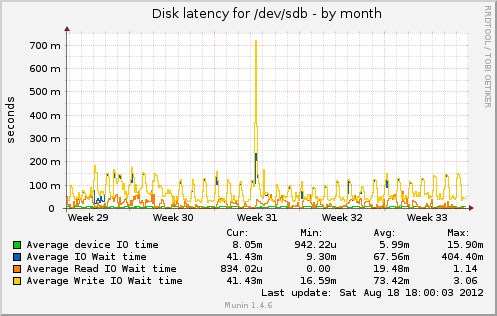 Disk latency for /dev/sdb - by month
RRDTOOL / TOBI OETIKER
seconds
700 m
600 m
500 m
400 m
300 m
200 m
100 m
0
Week 29 Week 30 Week 31 Week 32 Week 33
Cur: Min: Avg: Max:
Average device IO time 8.05m 942.22u 5.99m 15.90m
Average IO Wait time 41.43m 9.30m 67.56m 404.40m
Average Read IO Wait time 834.02u 0.00 19.48m 1.14
Average Write IO Wait time 41.43m 16.59m 73.42m 3.06
Last update: Sat Aug 18 18:00:03 2012
Munin 1.4.6